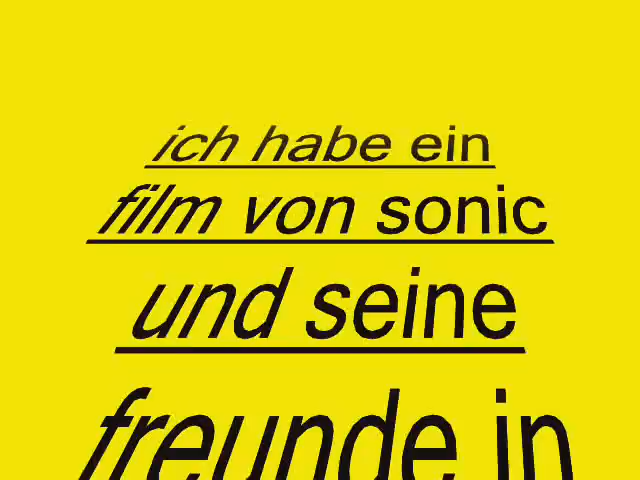 ich habe ein
film von sonic
und seine
freunde in